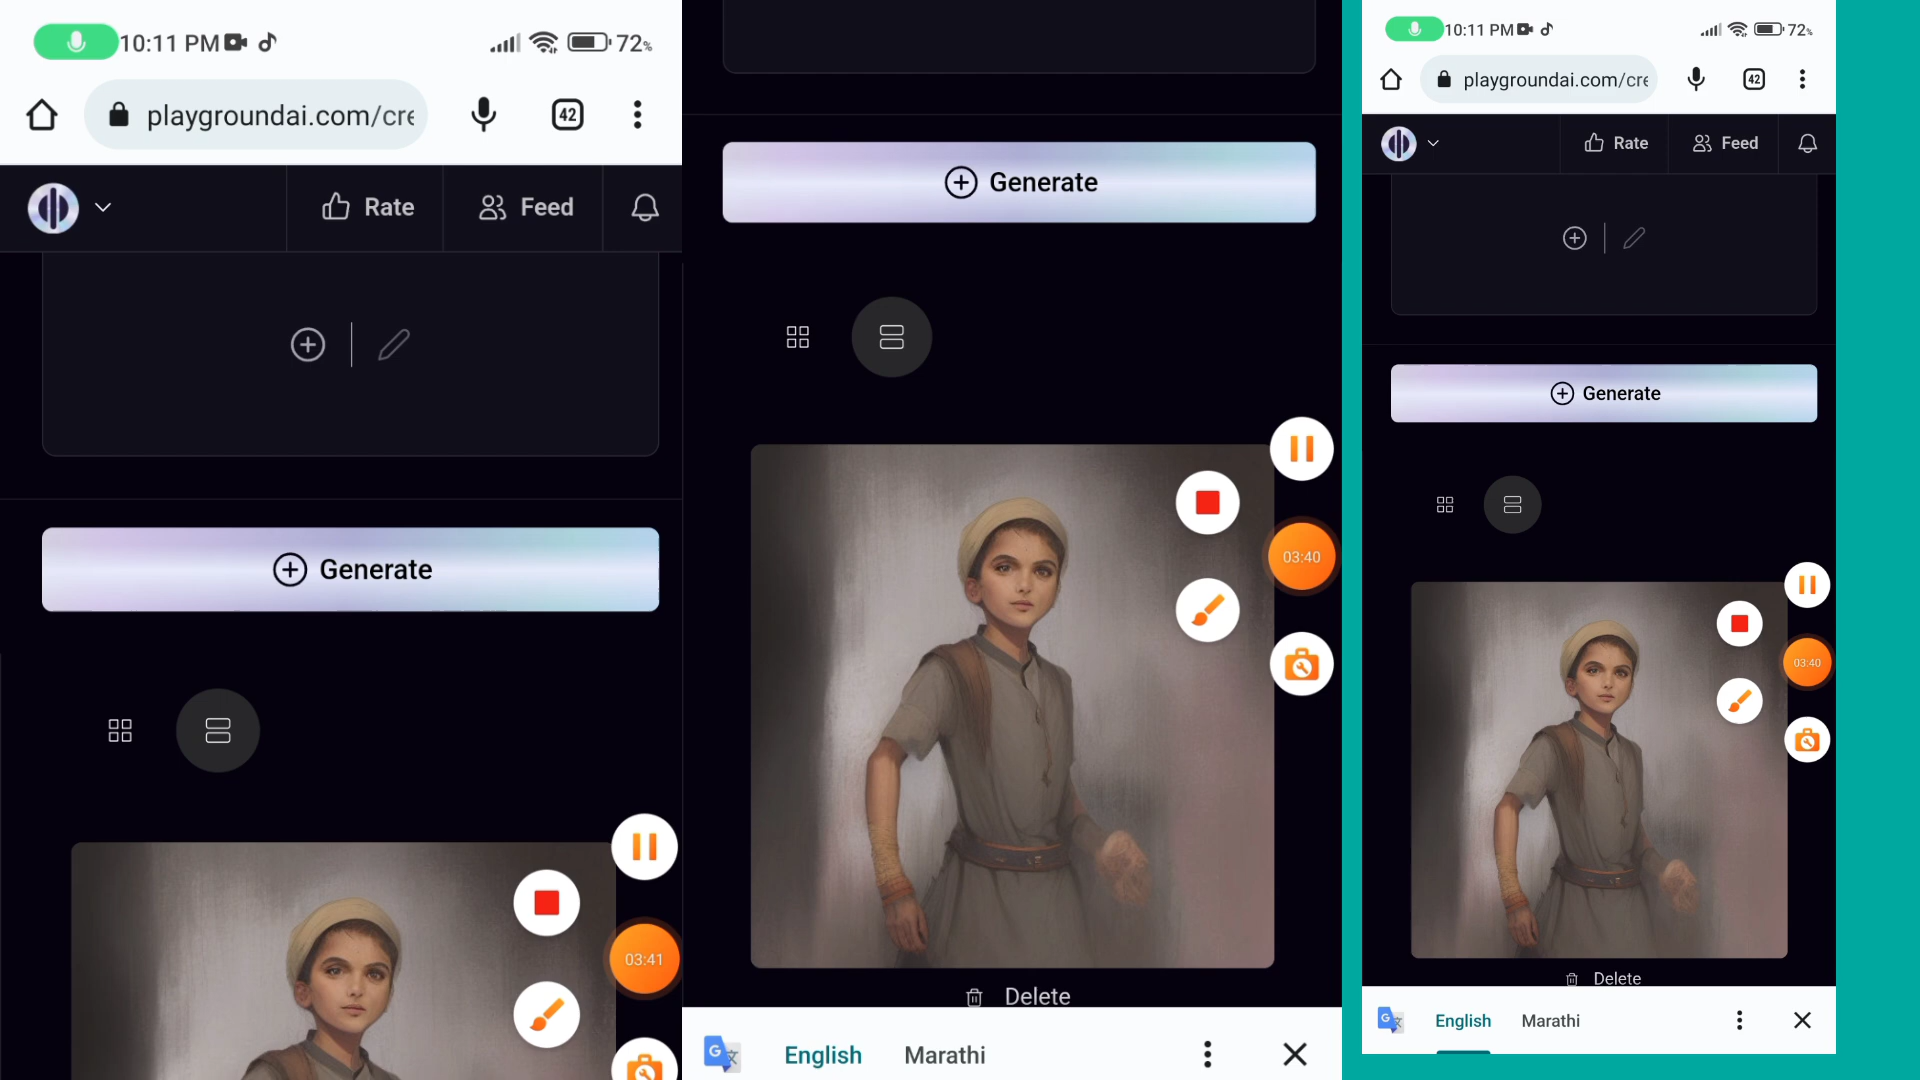 10:11 PM
72%
playgroundai.com/cre
42
Rate
Feed
Generate
03:41
Generate
03:40
Delete
English
Marathi
10:11 PM
72%
playgroundai.com/cre
42
Rate
Feed
Generate
03:40
Delete
English
Marathi